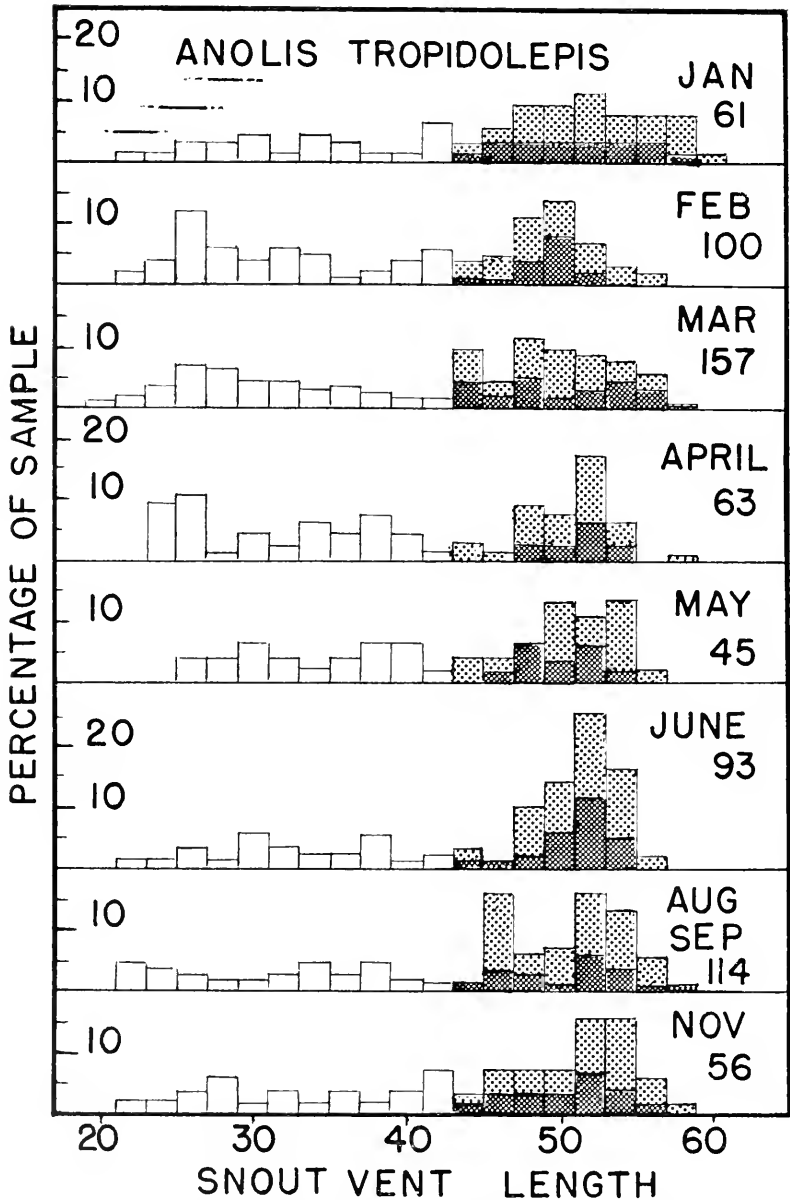 ANOLIS TROPIDOLEPIS
20
10
JAN
61
10
FEB
100
10
MAR
157
20
10
APRIL
63
10
MAY
45
20
10
JUNE
93
10
AUG
SEP
114
10
NOV
56
PERCENTAGE OF SAMPLE
20 30 40 50 60
SNOUT VENT LENGTH